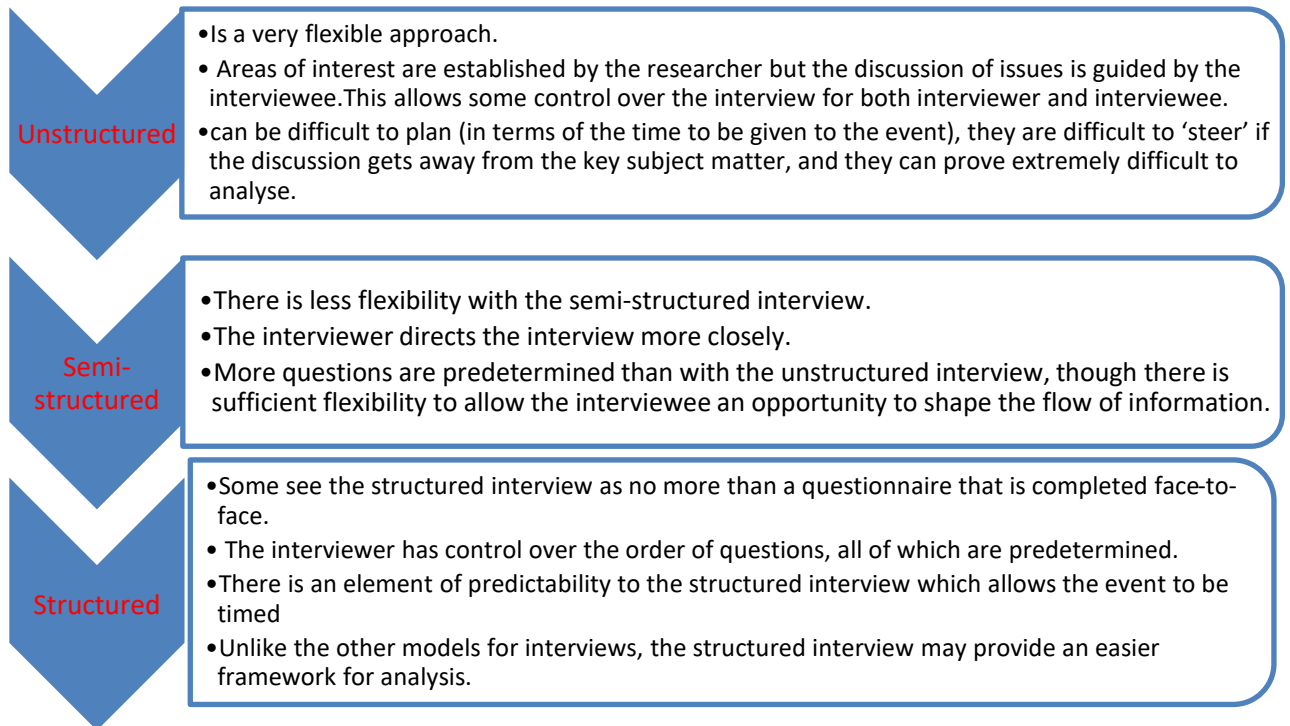 Unstructured
•Is a very flexible approach.
• Areas of interest are established by the researcher but the discussion of issues is guided by the
interviewee.This allows some control over the interview for both interviewer and interviewee.
•can be difficult to plan (in terms of the time to be given to the event), they are difficult to ‘steer’ if
the discussion gets away from the key subject matter, and they can prove extremely difficult to
analyse.
Semi-
structured
•There is less flexibility with the semi-structured interview.
•The interviewer directs the interview more closely.
•More questions are predetermined than with the unstructured interview, though there is
sufficient flexibility to allow the interviewee an opportunity to shape the flow of information.
Structured
•Some see the structured interview as no more than a questionnaire that is completed face-to-
face.
• The interviewer has control over the order of questions, all of which are predetermined.
•There is an element of predictability to the structured interview which allows the event to be
timed
•Unlike the other models for interviews, the structured interview may provide an easier
framework for analysis.